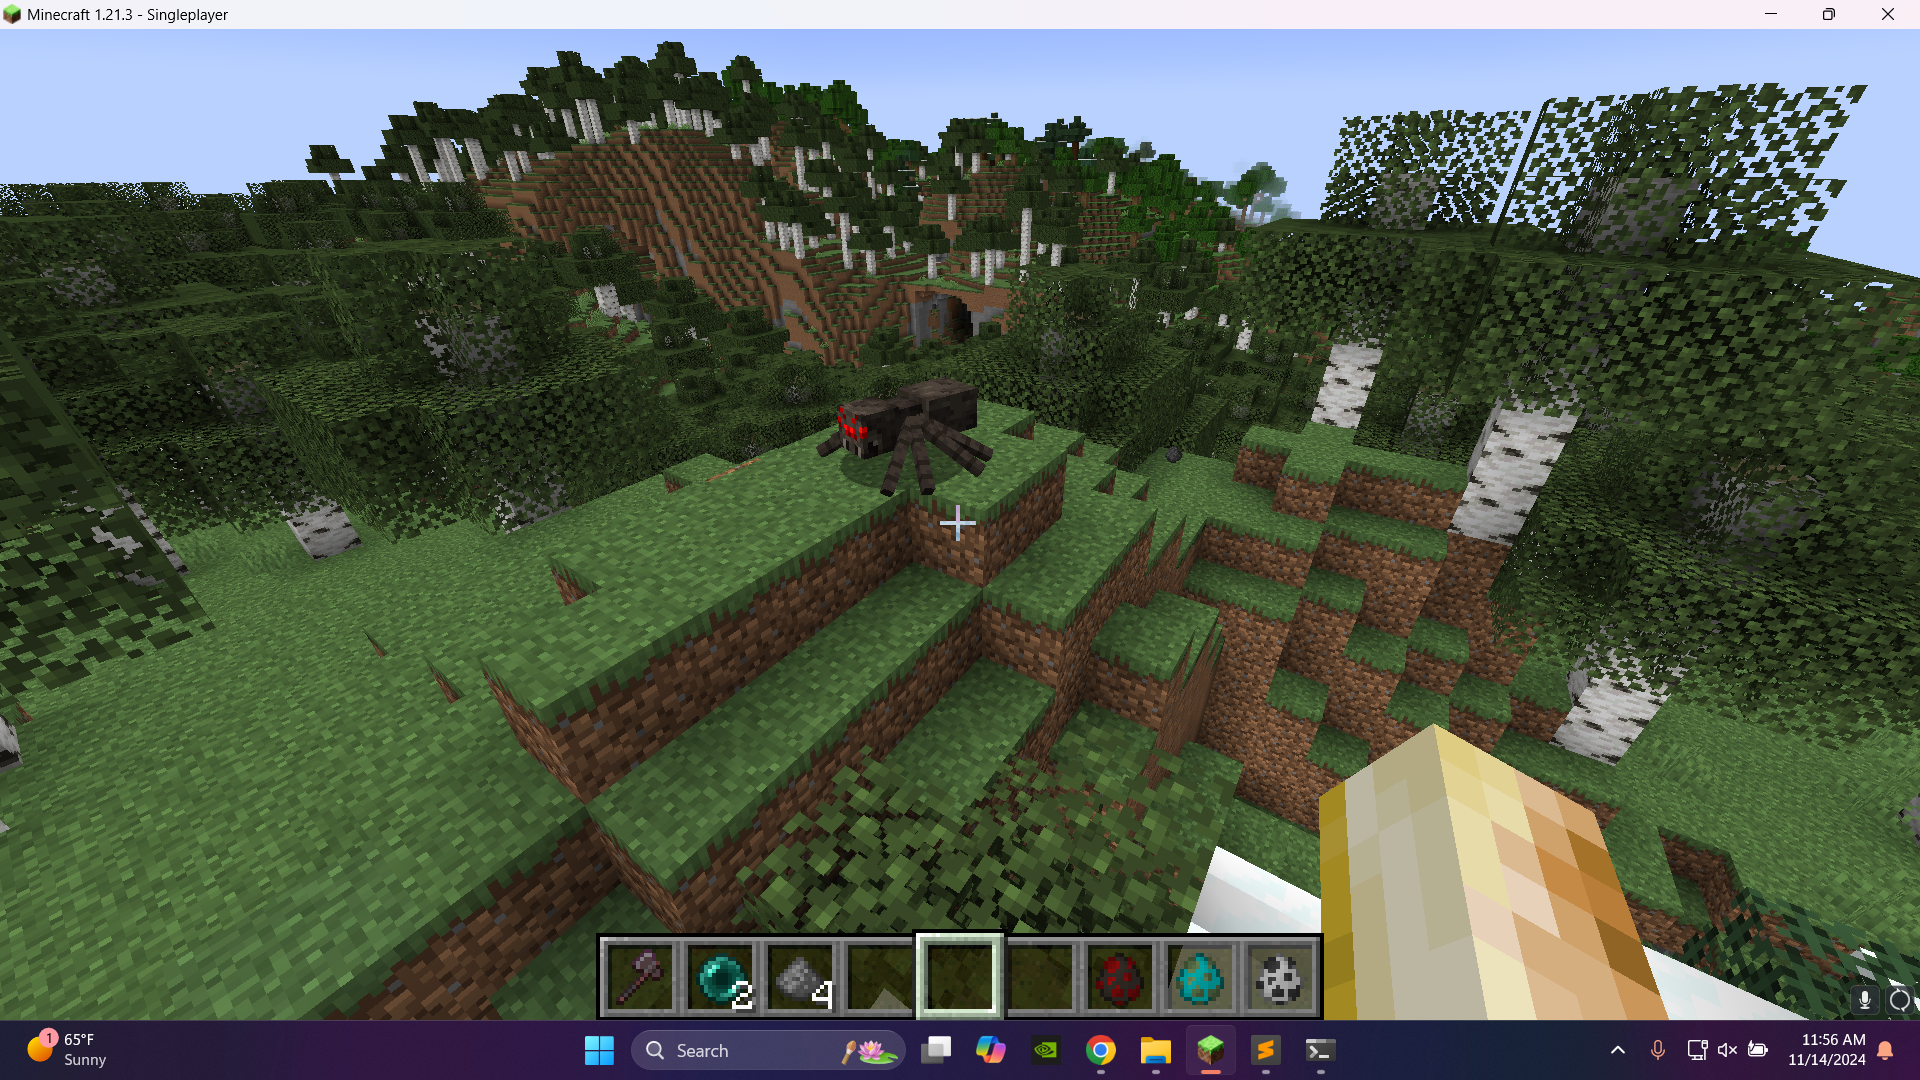 Minecraft 1.21.3 - Singleplayer
2
4
1
65°F
Sunny
Search
11:56 AM
11/14/2024